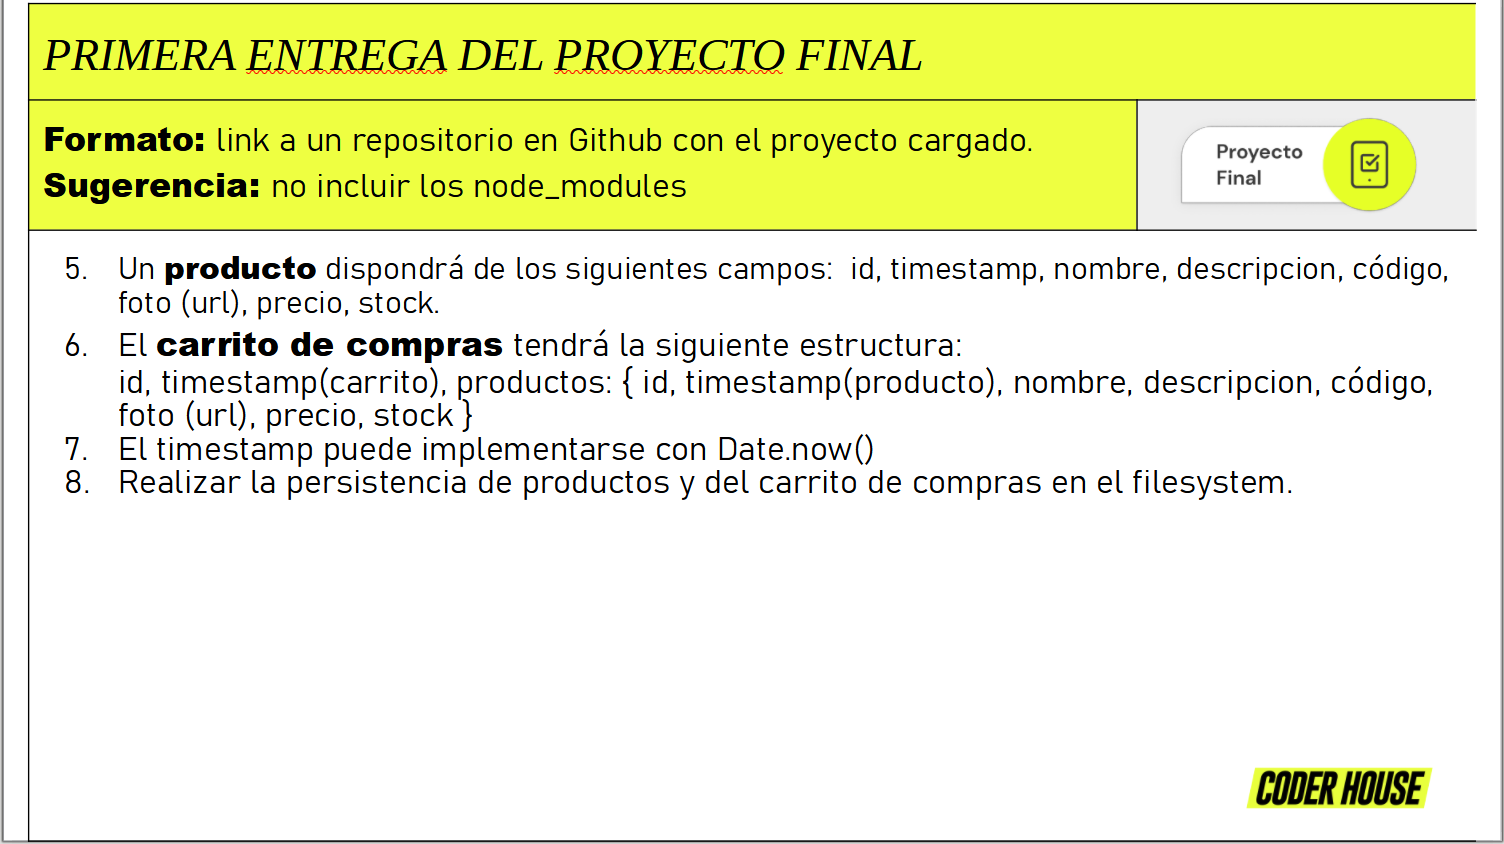 PRIMERA ENTREGA DEL PROYECTO FINAL
Formato: link a un repositorio en Github con el proyecto cargado.
Sugerencia: no incluir los node_modules
Proyecto
Final
5. Un producto dispondrá de los siguientes campos:  id, timestamp, nombre, descripcion, código,
foto (url), precio, stock.
6. El carrito de compras tendrá la siguiente estructura:
id, timestamp(carrito), productos: { id, timestamp(producto), nombre, descripcion, código,
foto (url), precio, stock }
7. El timestamp puede implementarse con Date.now()
8. Realizar la persistencia de productos y del carrito de compras en el filesystem.
CODER HOUSE